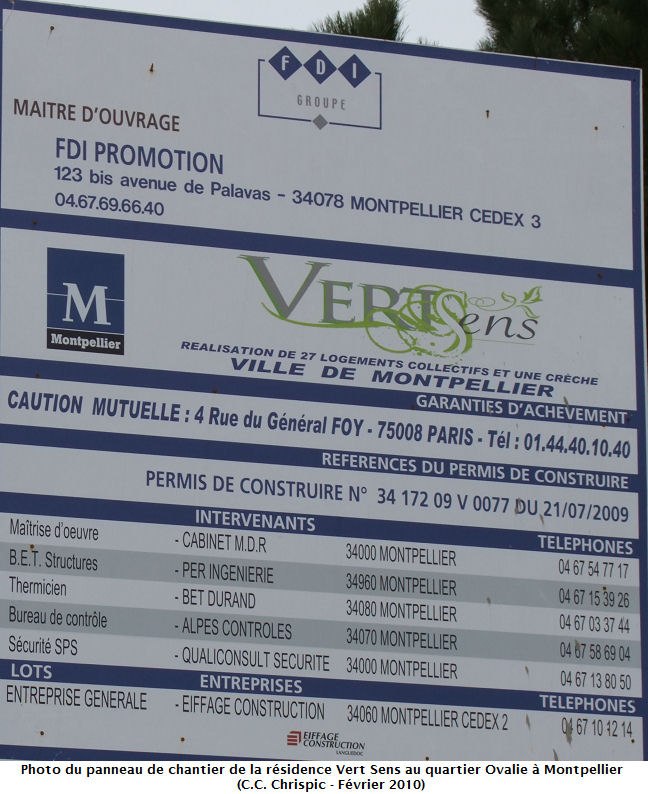 FDI
GROUPE
MAITRE D'OUVRAGE
FDI PROMOTION
123 bis avenue de Palavas - 34078 MONTPELLIER CEDEX 3
04.67.69.66.40
M
Montpellier
VERT Sens
REALISATION DE 27 LOGEMENTS COLLECTIFS ET UNE CRÈCHE
VILLE DE MONTPELLIER
GARANTIES D'ACHEVEMENT
CAUTION MUTUELLE : 4 Rue du Général FOY - 75008 PARIS - Tél : 01.44.40.10.40
REFERENCES DU PERMIS DE CONSTRUIRE
PERMIS DE CONSTRUIRE N° 34 172 09 V 0077 DU 21/07/2009
INTERVENANTS TELEPHONES
Maîtrise d'oeuvre - CABINET M.D.R 34000 MONTPELLIER 04 67 54 77 17
B.E.T. Structures - PER INGENIERIE 34960 MONTPELLIER 04 67 15 39 26
Thermicien - BET DURAND 34080 MONTPELLIER 04 67 03 37 44
Bureau de contrôle - ALPES CONTROLES 34070 MONTPELLIER 04 67 58 69 04
Sécurité SPS - QUALICONSULT SECURITE 34000 MONTPELLIER 04 67 13 80 50
LOTS ENTREPRISES TELEPHONES
ENTREPRISE GENERALE - EIFFAGE CONSTRUCTION 34060 MONTPELLIER CEDEX 2 04 67 10 12 14
EIFFAGE
CONSTRUCTION
LANGUEDOC
Photo du panneau de chantier de la résidence Vert Sens au quartier Ovalie à Montpellier
(C.C. Chrispic - Février 2010)